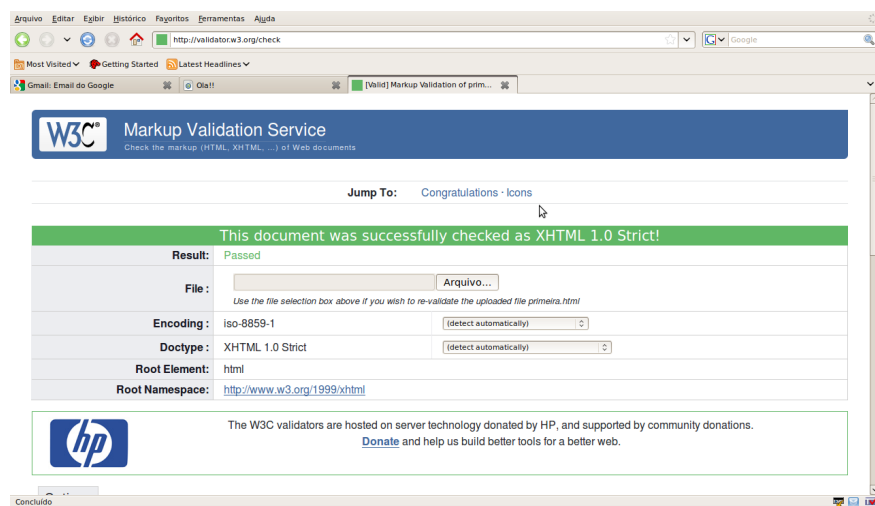 Arquivo Editar Exibir Histórico Favoritos Ferramentas Ajuda
http://validator.w3.org/check
G Google
Most Visited Getting Started Latest Headlines
Gmail: Email do Google Ola!! [Valid] Markup Validation of prim...
W3C® Markup Validation Service
Check the markup (HTML, XHTML, ...) of Web documents
Jump To: Congratulations · Icons
This document was successfully checked as XHTML 1.0 Strict!
Result: Passed
File : Arquivo...
Use the file selection box above if you wish to re-validate the uploaded file primeira.html
Encoding : iso-8859-1 (detect automatically)
Doctype : XHTML 1.0 Strict (detect automatically)
Root Element: html
Root Namespace: http://www.w3.org/1999/xhtml
hp
The W3C validators are hosted on server technology donated by HP, and supported by community donations.
Donate and help us build better tools for a better web.
Concluído